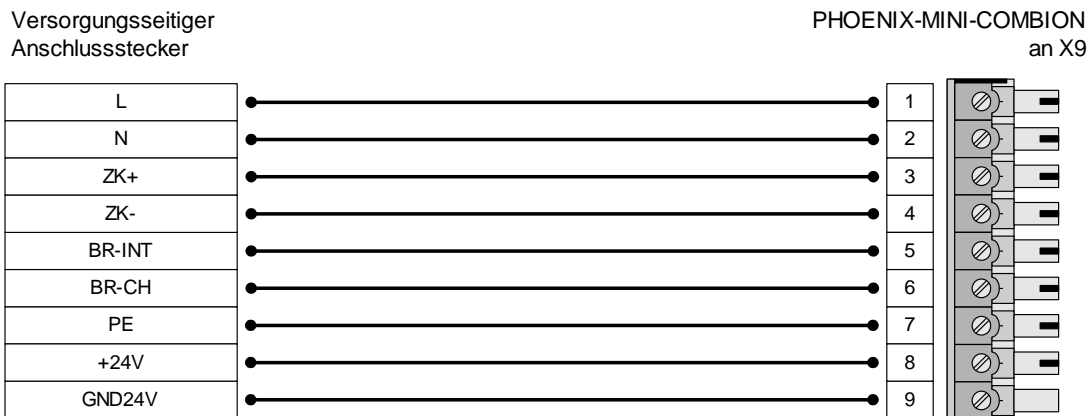 Versorgungsseitiger
Anschlussstecker
PHOENIX-MINI-COMBION
an X9
L 1
N 2
ZK+ 3
ZK- 4
BR-INT 5
BR-CH 6
PE 7
+24V 8
GND24V 9